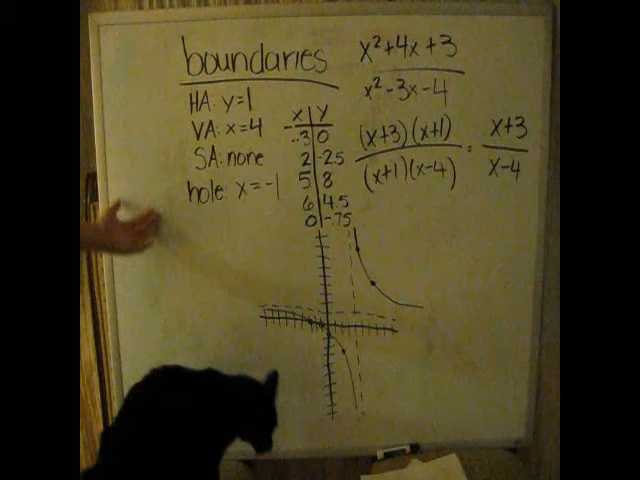 boundaries
HA: y=1
VA: x=4
SA: none
hole: x=-1
x | y
-3 | 0
2 | -2.5
5 | 8
6 | 4.5
0 | -.75
x²+4x+3
x²-3x-4
(x+3)(x+1) = x+3
(x+1)(x-4) x-4